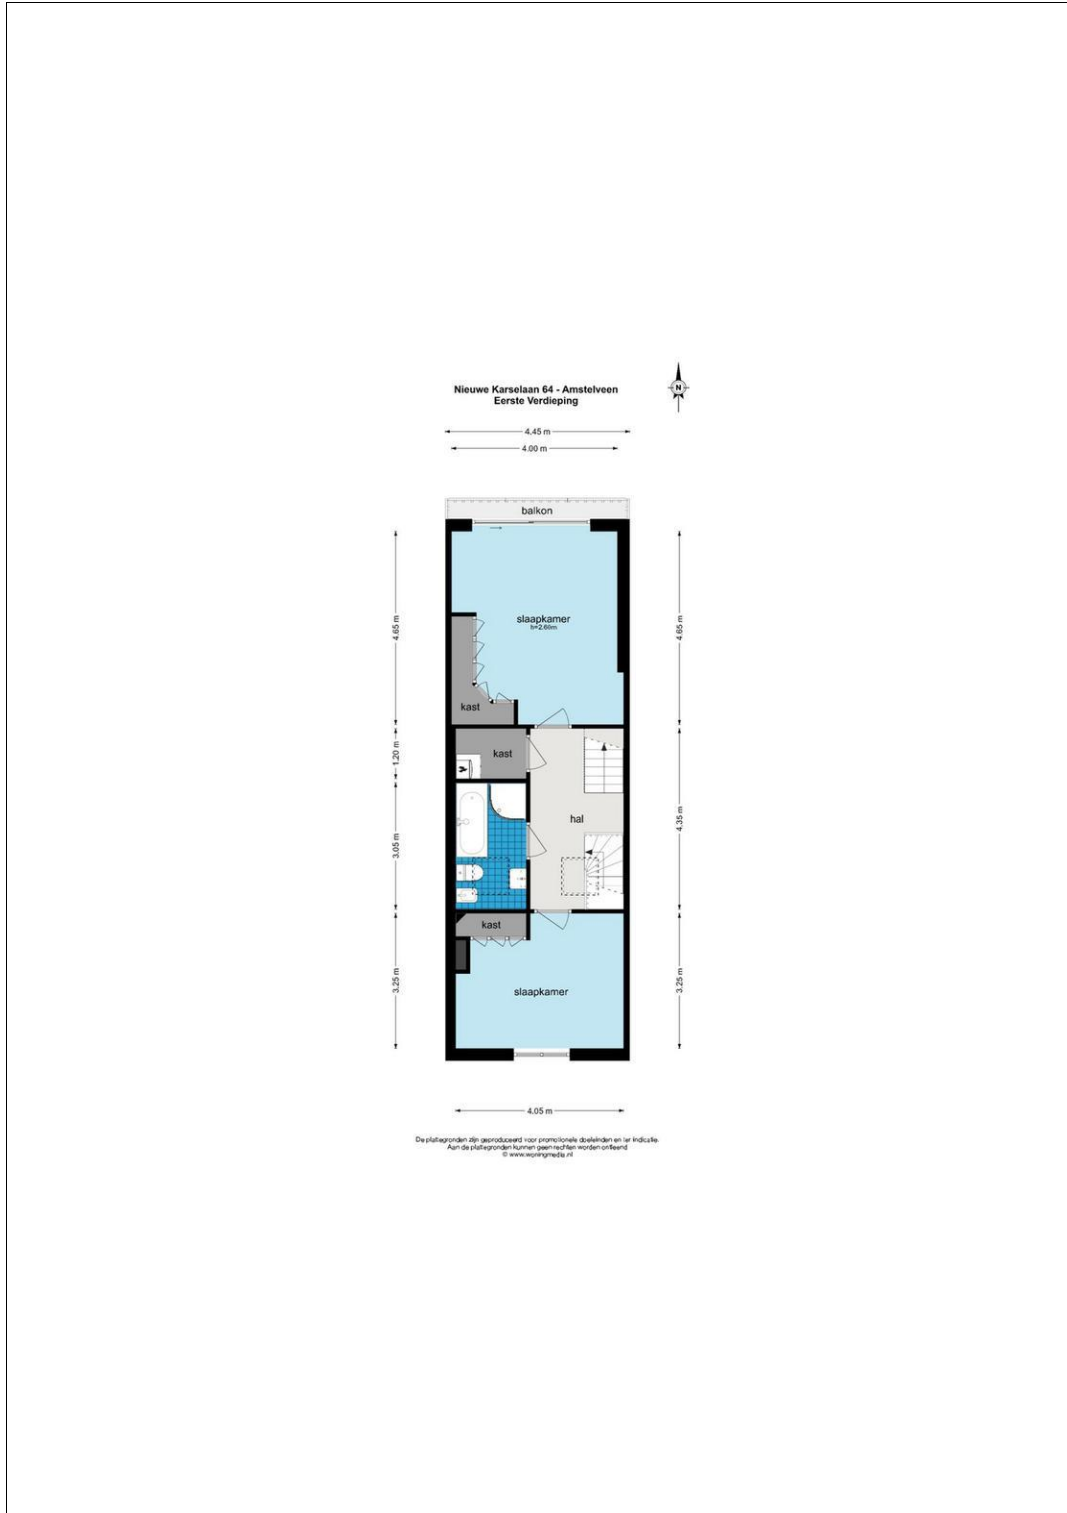 Nieuwe Karselaan 64 - Amstelveen
Eerste Verdieping
N
4.45 m
4.00 m
balkon
4.65 m
slaapkamer
h=2.60m
4.65 m
kast
1.20 m
kast
hal
4.35 m
3.05 m
kast
3.25 m
slaapkamer
3.25 m
4.05 m
De plattegronden zijn geproduceerd voor promotionele doeleinden en ter indicatie.
Aan de plattegronden kunnen geen rechten worden ontleend
© www.woningmedia.nl